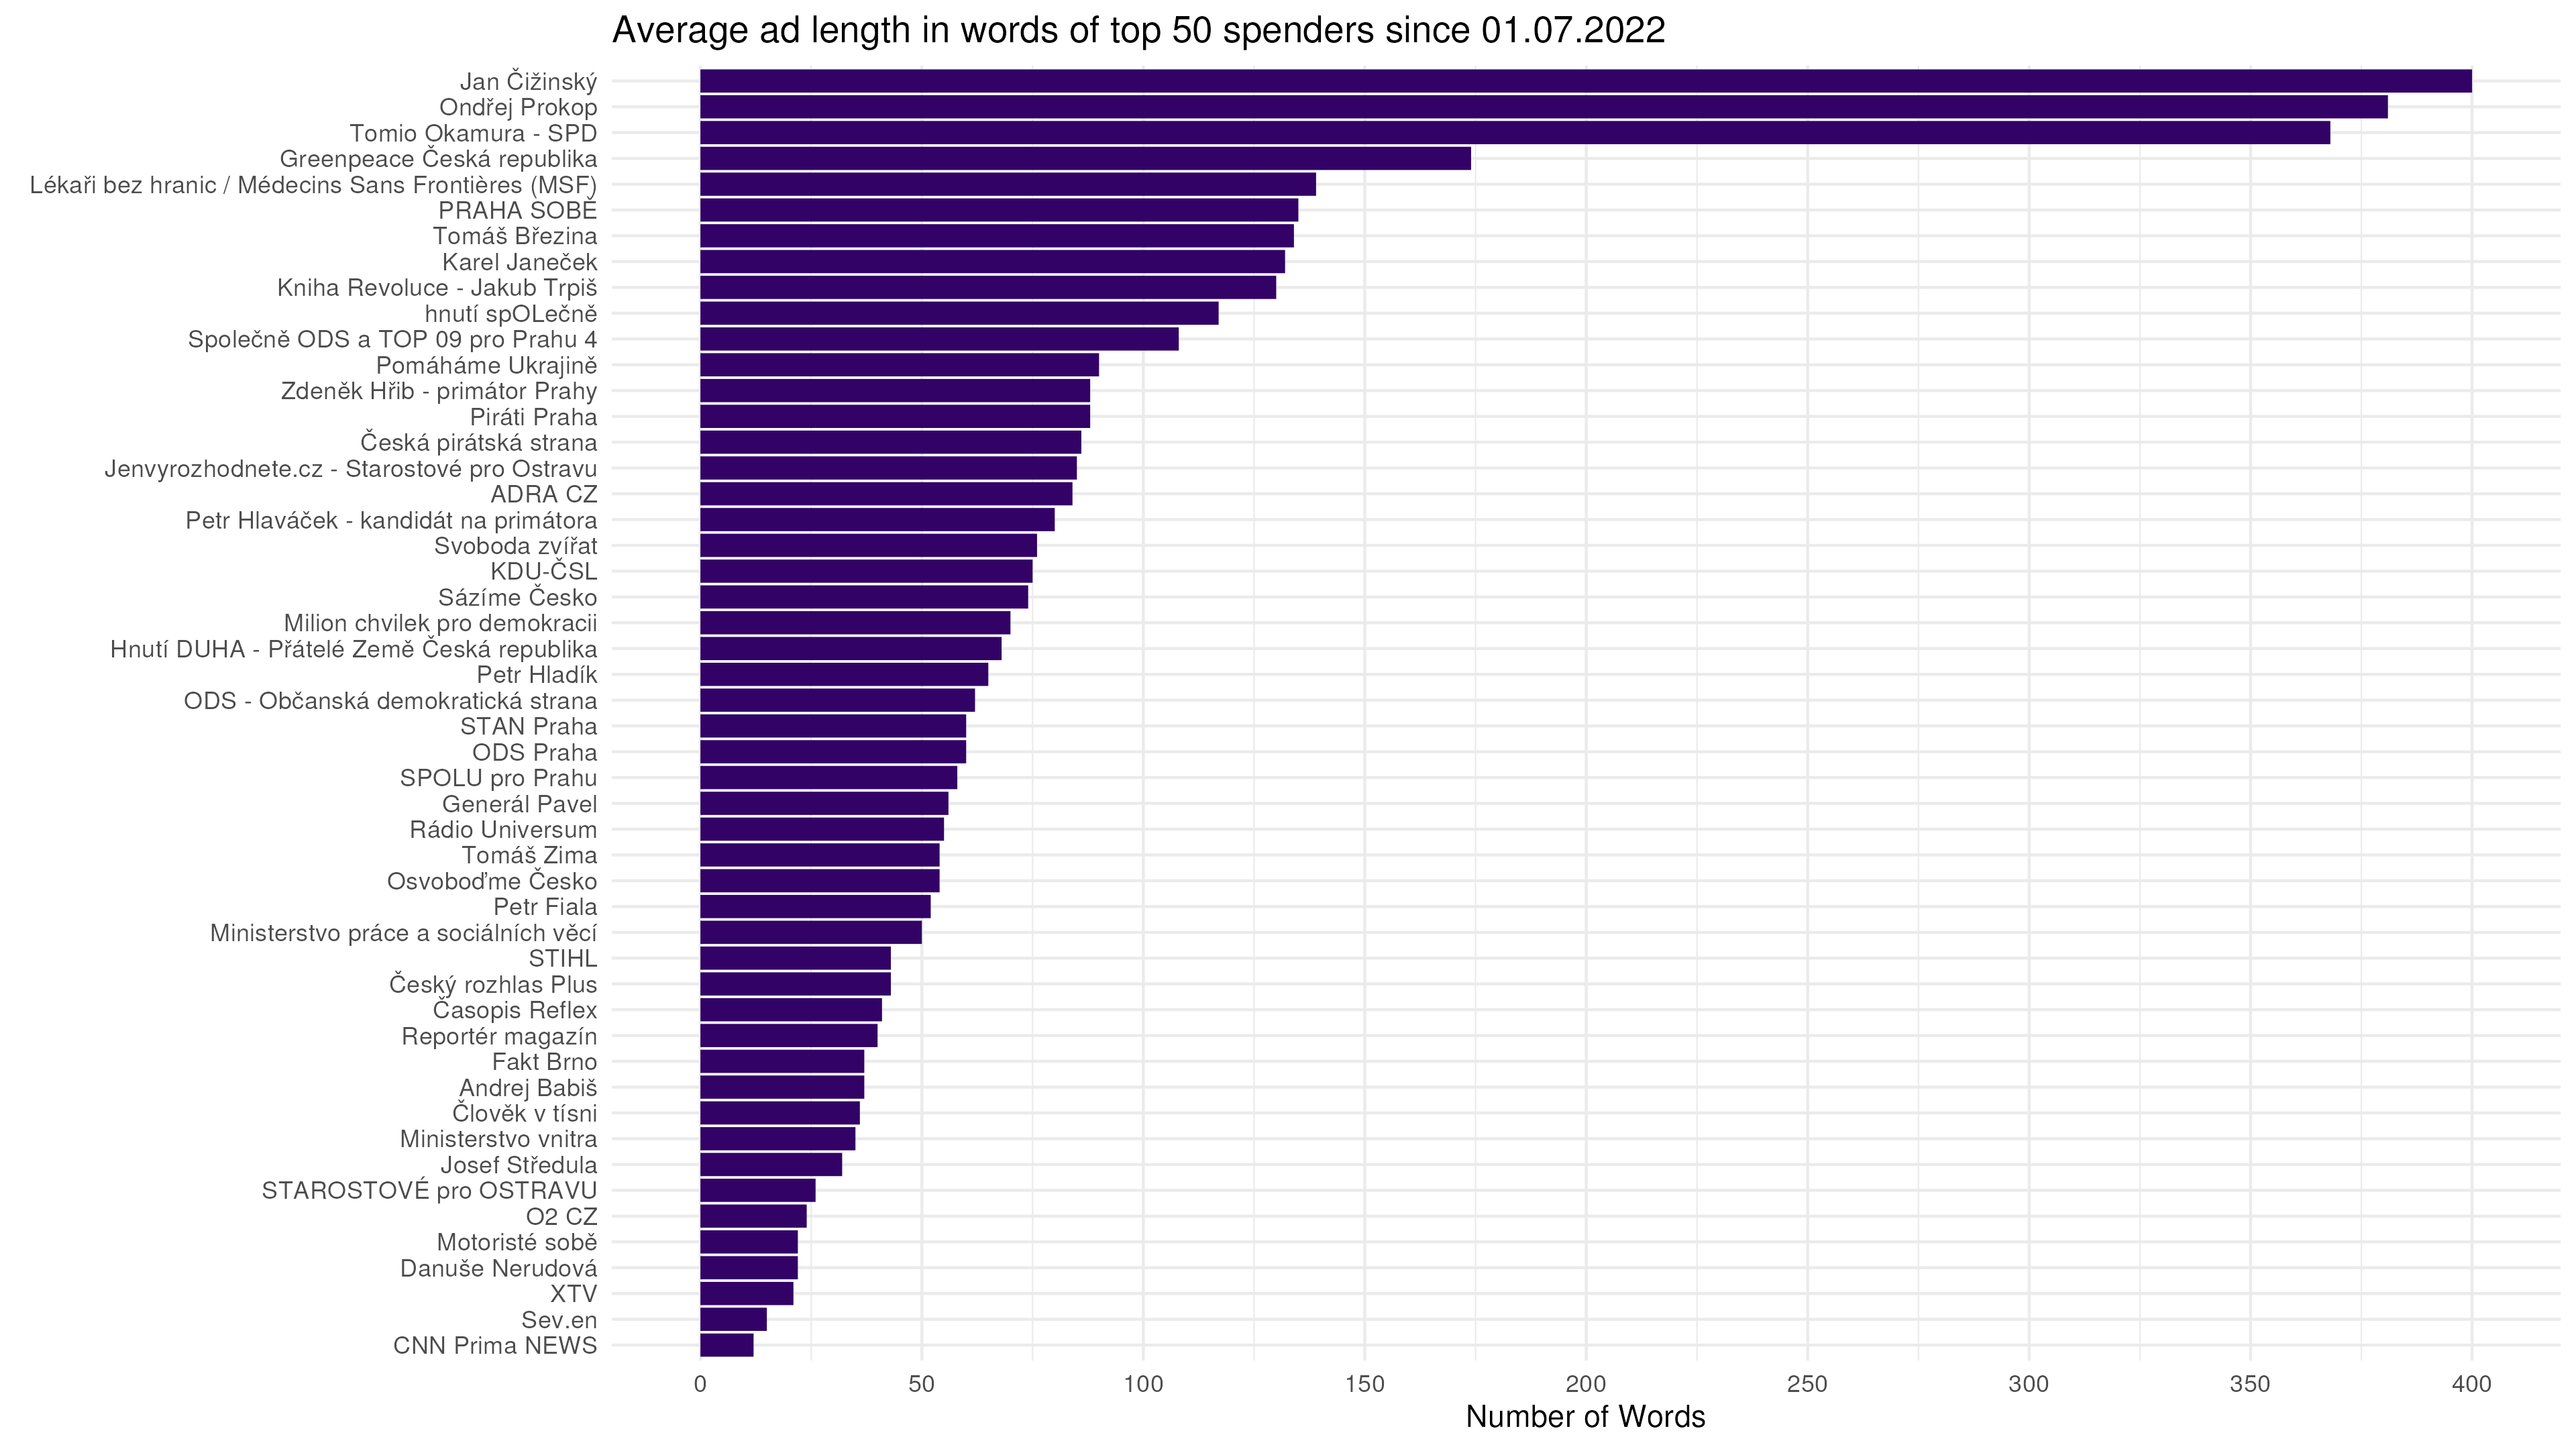 Average ad length in words of top 50 spenders since 01.07.2022
Jan Čižinský
Ondřej Prokop
Tomio Okamura - SPD
Greenpeace Česká republika
Lékaři bez hranic / Médecins Sans Frontières (MSF)
PRAHA SOBĚ
Tomáš Březina
Karel Janeček
Kniha Revoluce - Jakub Trpiš
hnutí spOLečně
Společně ODS a TOP 09 pro Prahu 4
Pomáháme Ukrajině
Zdeněk Hřib - primátor Prahy
Piráti Praha
Česká pirátská strana
Jenvyrozhodnete.cz - Starostové pro Ostravu
ADRA CZ
Petr Hlaváček - kandidát na primátora
Svoboda zvířat
KDU-ČSL
Sázíme Česko
Milion chvilek pro demokracii
Hnutí DUHA - Přátelé Země Česká republika
Petr Hladík
ODS - Občanská demokratická strana
STAN Praha
ODS Praha
SPOLU pro Prahu
Generál Pavel
Rádio Universum
Tomáš Zima
Osvoboďme Česko
Petr Fiala
Ministerstvo práce a sociálních věcí
STIHL
Český rozhlas Plus
Časopis Reflex
Reportér magazín
Fakt Brno
Andrej Babiš
Člověk v tísni
Ministerstvo vnitra
Josef Středula
STAROSTOVÉ pro OSTRAVU
O2 CZ
Motoristé sobě
Danuše Nerudová
XTV
Sev.en
CNN Prima NEWS
0 50 100 150 200 250 300 350 400
Number of Words